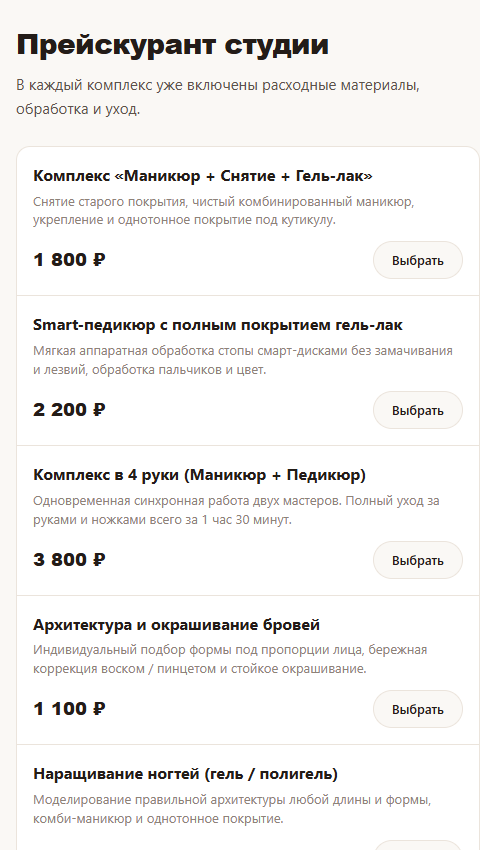 Прейскурант студии
В каждый комплекс уже включены расходные материалы,
обработка и уход.
Комплекс «Маникюр + Снятие + Гель-лак»
Снятие старого покрытия, чистый комбинированный маникюр,
укрепление и однотонное покрытие под кутикулу.
1 800 ₽
Выбрать
Smart-педикюр с полным покрытием гель-лак
Мягкая аппаратная обработка стопы смарт-дисками без замачивания
и лезвий, обработка пальчиков и цвет.
2 200 ₽
Выбрать
Комплекс в 4 руки (Маникюр + Педикюр)
Одновременная синхронная работа двух мастеров. Полный уход за
руками и ножками всего за 1 час 30 минут.
3 800 ₽
Выбрать
Архитектура и окрашивание бровей
Индивидуальный подбор формы под пропорции лица, бережная
коррекция воском / пинцетом и стойкое окрашивание.
1 100 ₽
Выбрать
Наращивание ногтей (гель / полигель)
Моделирование правильной архитектуры любой длины и формы,
комби-маникюр и однотонное покрытие.